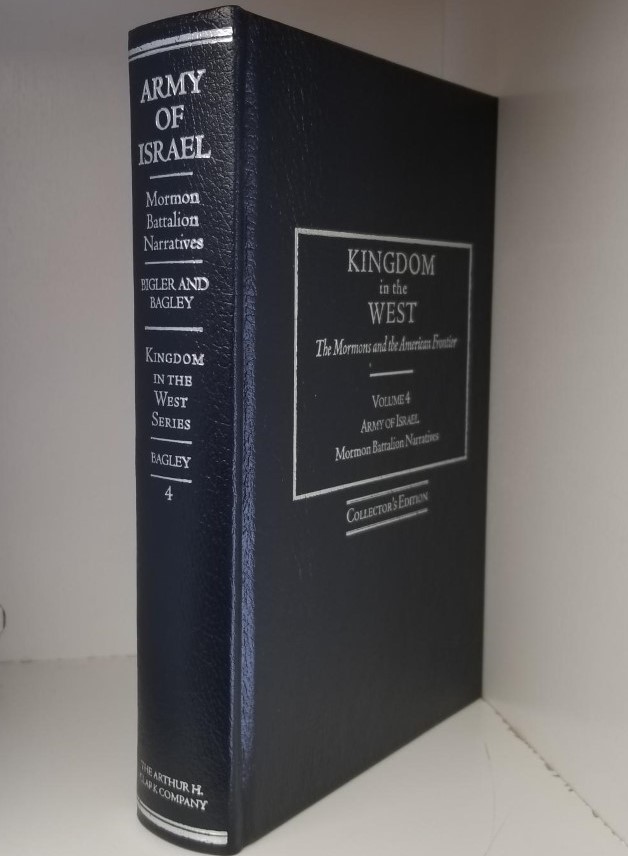 ARMY
OF
ISRAEL
Mormon
Battalion
Narratives
BIGLER AND
BAGLEY
KINGDOM
IN THE
WEST
SERIES
BAGLEY
4
THE ARTHUR H.
CLARK COMPANY
KINGDOM
in the
WEST
The Mormons and the American Frontier
VOLUME 4
ARMY OF ISRAEL
Mormon Battalion Narratives
COLLECTOR'S EDITION